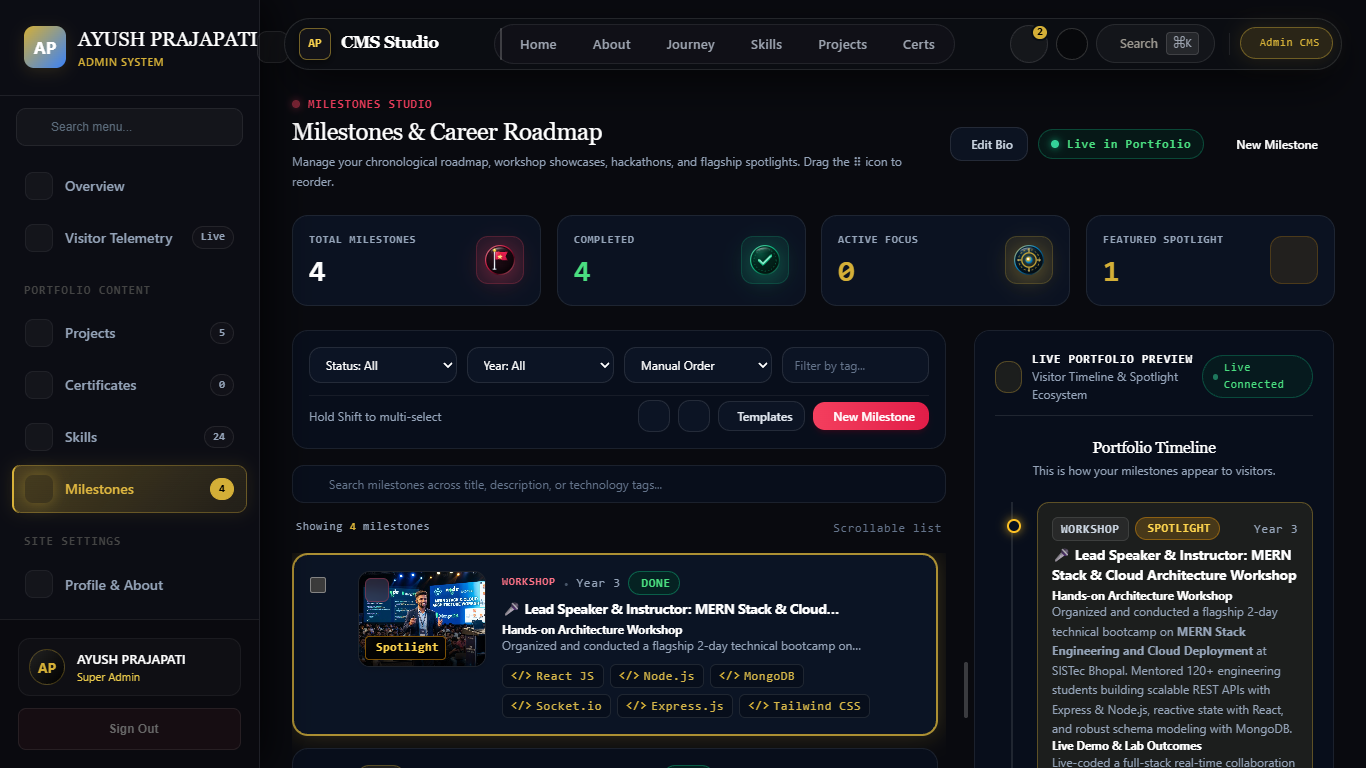 AP
AYUSH PRAJAPATI
ADMIN SYSTEM
Search menu...
Overview
Visitor Telemetry
Live
PORTFOLIO CONTENT
Projects
5
Certificates
0
Skills
24
Milestones
4
SITE SETTINGS
Profile & About
AP
AYUSH PRAJAPATI
Super Admin
Sign Out
AP
CMS Studio
Home
About
Journey
Skills
Projects
Certs
2
Search
⌘K
Admin CMS
MILESTONES STUDIO
Milestones & Career Roadmap
Manage your chronological roadmap, workshop showcases, hackathons, and flagship spotlights. Drag the ⠿ icon to
reorder.
Edit Bio
Live in Portfolio
New Milestone
TOTAL MILESTONES
4
COMPLETED
4
ACTIVE FOCUS
0
FEATURED SPOTLIGHT
1
Status: All
Year: All
Manual Order
Filter by tag...
Hold Shift to multi-select
Templates
New Milestone
Search milestones across title, description, or technology tags...
Showing 4 milestones
Scrollable list
Spotlight
WORKSHOP • Year 3 DONE
🎤 Lead Speaker & Instructor: MERN Stack & Cloud...
Hands-on Architecture Workshop
Organized and conducted a flagship 2-day technical bootcamp on...
</> React JS
</> Node.js
</> MongoDB
</> Socket.io
</> Express.js
</> Tailwind CSS
LIVE PORTFOLIO PREVIEW
Visitor Timeline & Spotlight
Ecosystem
Live
Connected
Portfolio Timeline
This is how your milestones appear to visitors.
WORKSHOP
SPOTLIGHT
Year 3
🎤 Lead Speaker & Instructor: MERN
Stack & Cloud Architecture Workshop
Hands-on Architecture Workshop
Organized and conducted a flagship 2-day
technical bootcamp on MERN Stack
Engineering and Cloud Deployment at
SISTec Bhopal. Mentored 120+ engineering
students building scalable REST APIs with
Express & Node.js, reactive state with React,
and robust schema modeling with MongoDB.
Live Demo & Lab Outcomes
Live-coded a full-stack real-time collaboration